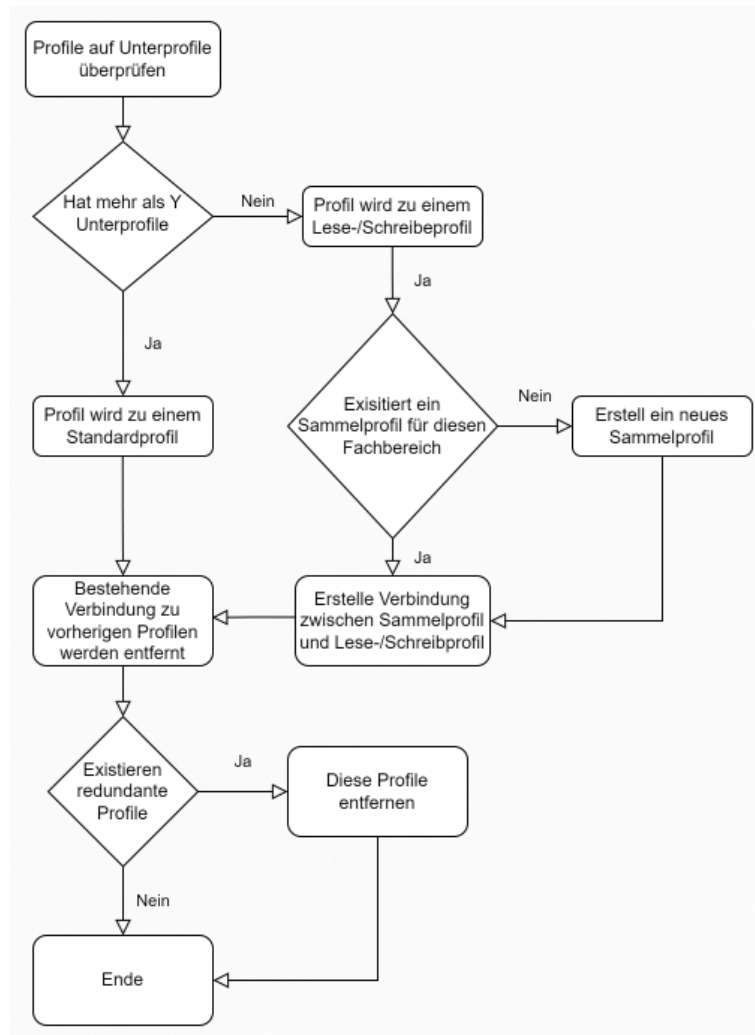 Profile auf Unterprofile
überprüfen
Hat mehr als Y
Unterprofile
Nein
Profil wird zu einem
Lese-/Schreibeprofil
Ja
Ja
Profil wird zu einem
Standardprofil
Exisitiert ein
Sammelprofil für diesen
Fachbereich
Nein
Erstell ein neues
Sammelprofil
Ja
Bestehende
Verbindung zu
vorherigen Profilen
werden entfernt
Erstelle Verbindung
zwischen Sammelprofil
und Lese-/Schreibprofil
Existieren
redundante
Profile
Ja
Diese Profile
entfernen
Nein
Ende